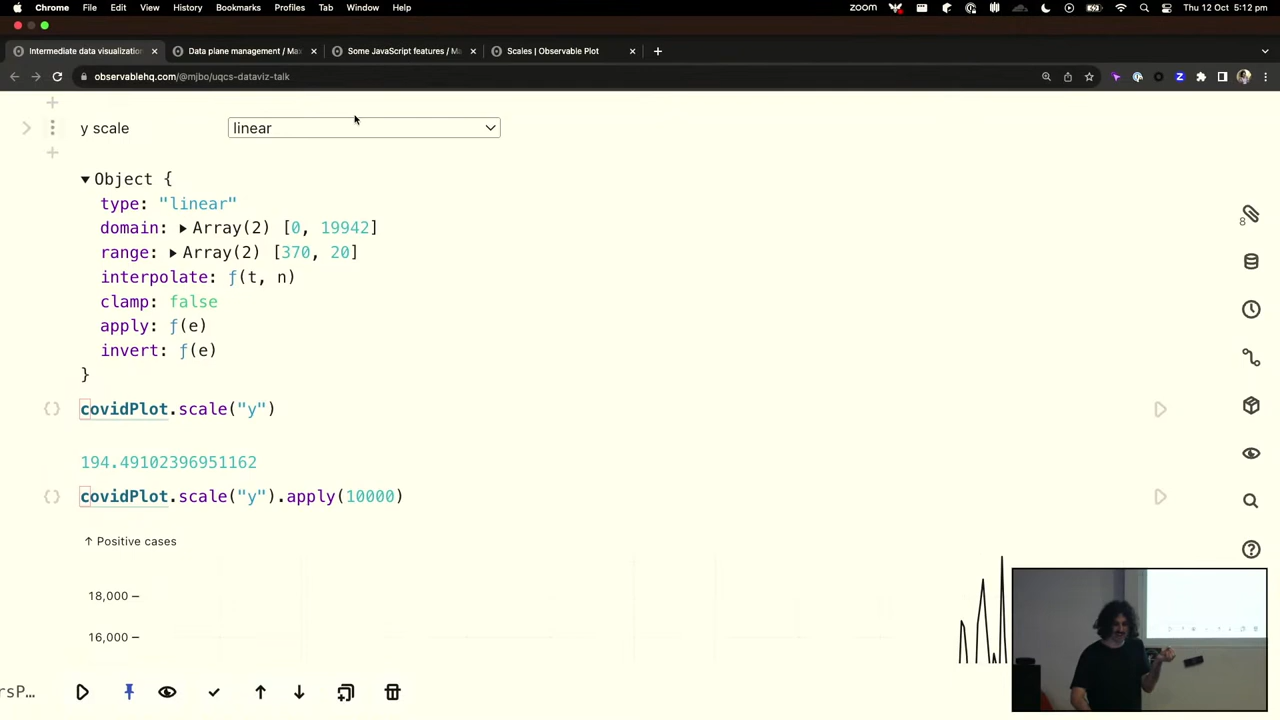 Chrome File Edit View History Bookmarks Profiles Tab Window Help zoom Thu 12 Oct 5:12 pm
Intermediate data visualization Data plane management / Ma Some JavaScript features / Ma Scales | Observable Plot
observablehq.com/@mjbo/uqcs-dataviz-talk
y scale linear
▼Object {
type: "linear"
domain: ▶Array(2) [0, 19942]
range: ▶Array(2) [370, 20]
interpolate: ƒ(t, n)
clamp: false
apply: ƒ(e)
invert: ƒ(e)
}
8
covidPlot.scale("y")
194.49102396951162
covidPlot.scale("y").apply(10000)
↑ Positive cases
18,000
16,000
rsP…